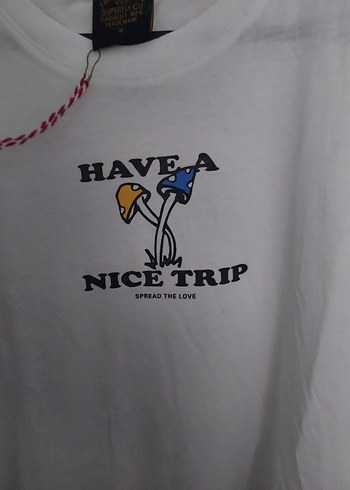 HAVE A
NICE TRIP
SPREAD THE LOVE